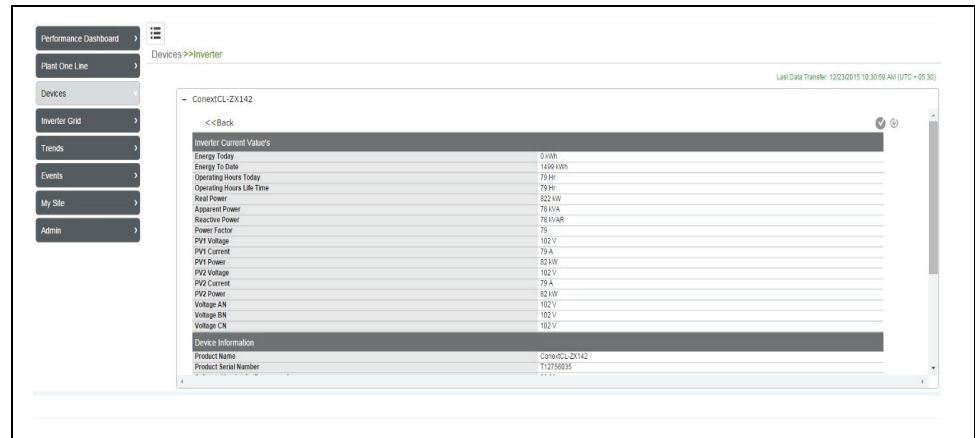 Performance Dashboard
Plant One Line
Devices
Inverter Grid
Trends
Events
My Site
Admin
Devices >>Inverter
Last Data Transfer: 12/23/2015 10:30:59 AM (UTC + 05:30)
– ConextCL-ZX142
<<Back
Inverter Current Value's
Energy Today 0 kWh
Energy To Date 1499 kWh
Operating Hours Today 79 Hr
Operating Hours Life Time 79 Hr
Real Power 822 kW
Apparent Power 78 kVA
Reactive Power 78 kVAR
Power Factor 79
PV1 Voltage 102 V
PV1 Current 79 A
PV1 Power 82 kW
PV2 Voltage 102 V
PV2 Current 79 A
PV2 Power 82 kW
Voltage AN 102 V
Voltage BN 102 V
Voltage CN 102 V
Device Information
Product Name ConextCL-ZX142
Product Serial Number T12756035